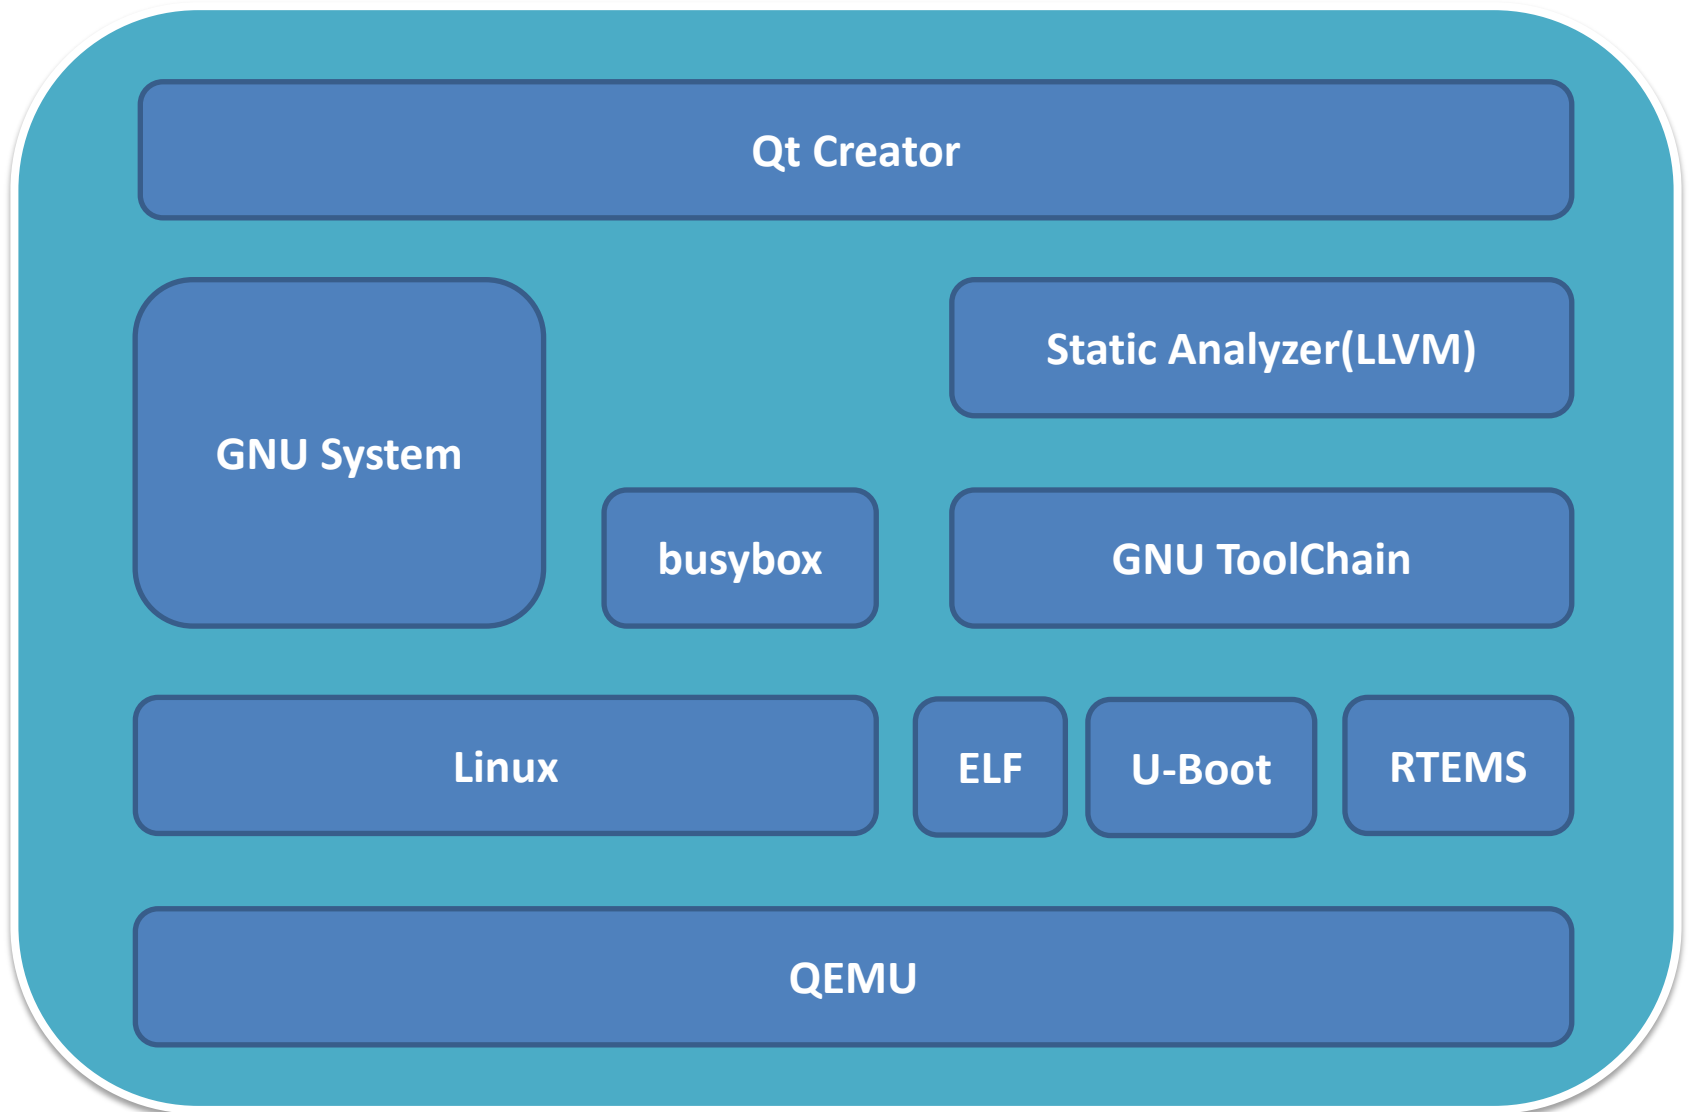 Qt Creator
Static Analyzer(LLVM)
GNU System
busybox
GNU ToolChain
Linux
ELF
U-Boot
RTEMS
QEMU